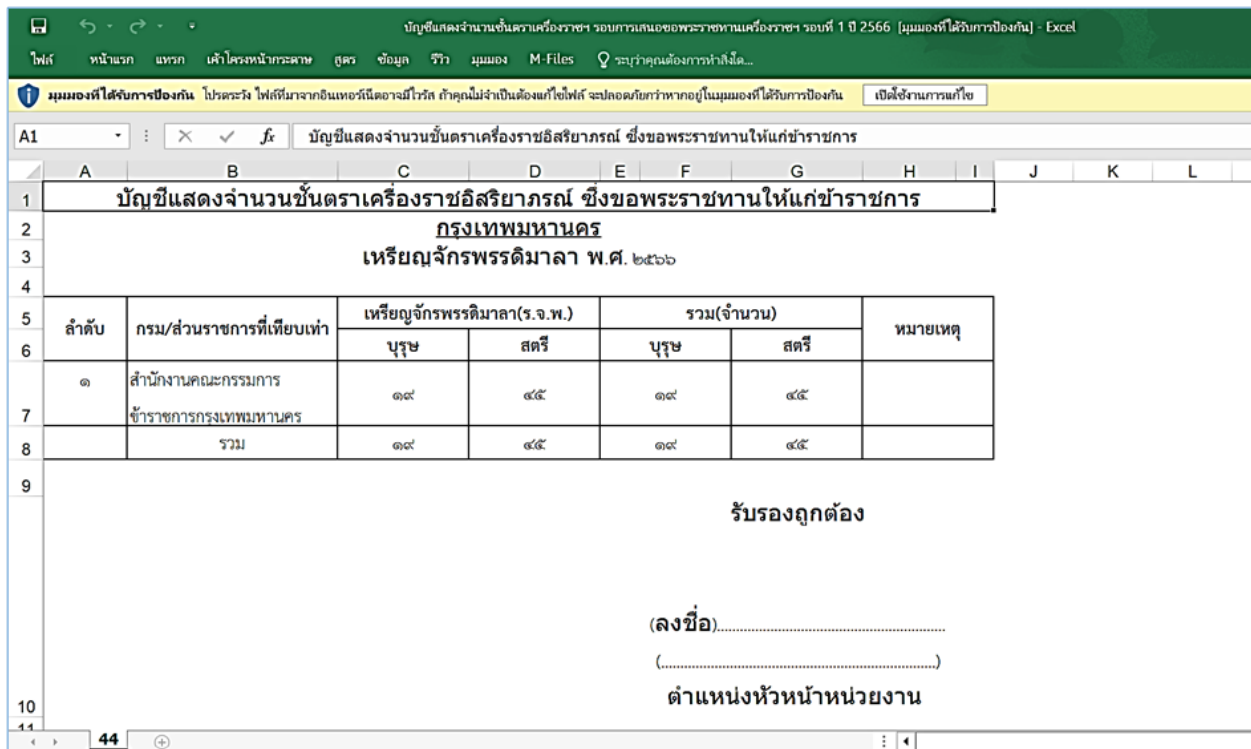 บัญชีแสดงจำนวนชั้นตราเครื่องราชฯ รอบการเสนอขอพระราชทานเครื่องราชฯ รอบที่ 1 ปี 2566 [มุมมองที่ได้รับการป้องกัน] - Excel
ไฟล์ หน้าแรก แทรก เค้าโครงหน้ากระดาษ สูตร ข้อมูล รีวิว มุมมอง M-Files ระบุว่าคุณต้องการทำสิ่งใด...
มุมมองที่ได้รับการป้องกัน โปรดระวัง ไฟล์ที่มาจากอินเทอร์เน็ตอาจมีไวรัส ถ้าคุณไม่จำเป็นต้องแก้ไขไฟล์ จะปลอดภัยกว่าหากอยู่ในมุมมองที่ได้รับการป้องกัน เปิดใช้งานการแก้ไข
A1 fx บัญชีแสดงจำนวนชั้นตราเครื่องราชอิสริยาภรณ์ ซึ่งขอพระราชทานให้แก่ข้าราชการ
A B C D E F G H I J K L
1 บัญชีแสดงจำนวนชั้นตราเครื่องราชอิสริยาภรณ์ ซึ่งขอพระราชทานให้แก่ข้าราชการ
2 กรุงเทพมหานคร
3 เหรียญจักรพรรดิมาลา พ.ศ. ๒๕๖๖
4
5 ลำดับ กรม/ส่วนราชการที่เทียบเท่า เหรียญจักรพรรดิมาลา(ร.จ.พ.) รวม(จำนวน) หมายเหตุ
6 บุรุษ สตรี บุรุษ สตรี
๑ สำนักงานคณะกรรมการ ๑๙ ๔๕ ๑๙ ๔๕
7 ข้าราชการกรุงเทพมหานคร
8 รวม ๑๙ ๔๕ ๑๙ ๔๕
9
รับรองถูกต้อง
(ลงชื่อ)............................................................
(........................................................................)
10 ตำแหน่งหัวหน้าหน่วยงาน
11
44